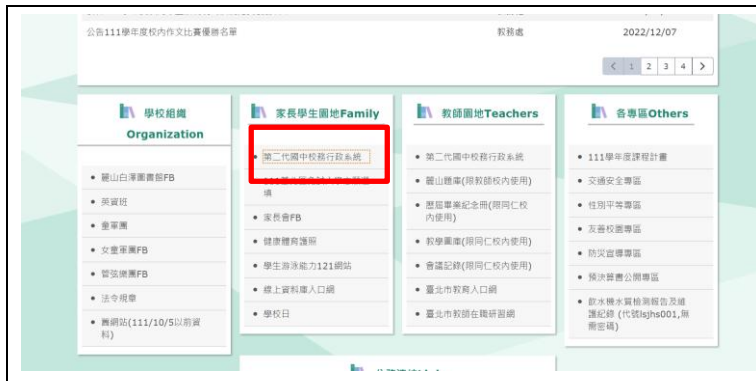 公告111學年度校內作文比賽優勝名單 教務處 2022/12/07
< 1 2 3 4 >
學校組織
Organization
麗山白澤圖書館FB
英資班
童軍團
女童軍團FB
管弦樂團FB
法令規章
舊網站(111/10/5以前資
料)
家長學生園地Family
第二代國中校務行政系統
填
家長會FB
健康體育護照
學生游泳能力121網站
線上資料庫入口網
學校日
教師園地Teachers
第二代國中校務行政系統
麗山題庫(限教師校內使用)
歷屆畢業紀念冊(限同仁校
內使用)
教學圖庫(限同仁校內使用)
會議記錄(限同仁校內使用)
臺北市教育入口網
臺北市教師在職研習網
各專區Others
111學年度課程計畫
交通安全專區
性別平等專區
友善校園專區
防災宣導專區
預決算書公開專區
飲水機水質檢測報告及維
護紀錄 (代號lsjhs001,無
需密碼)